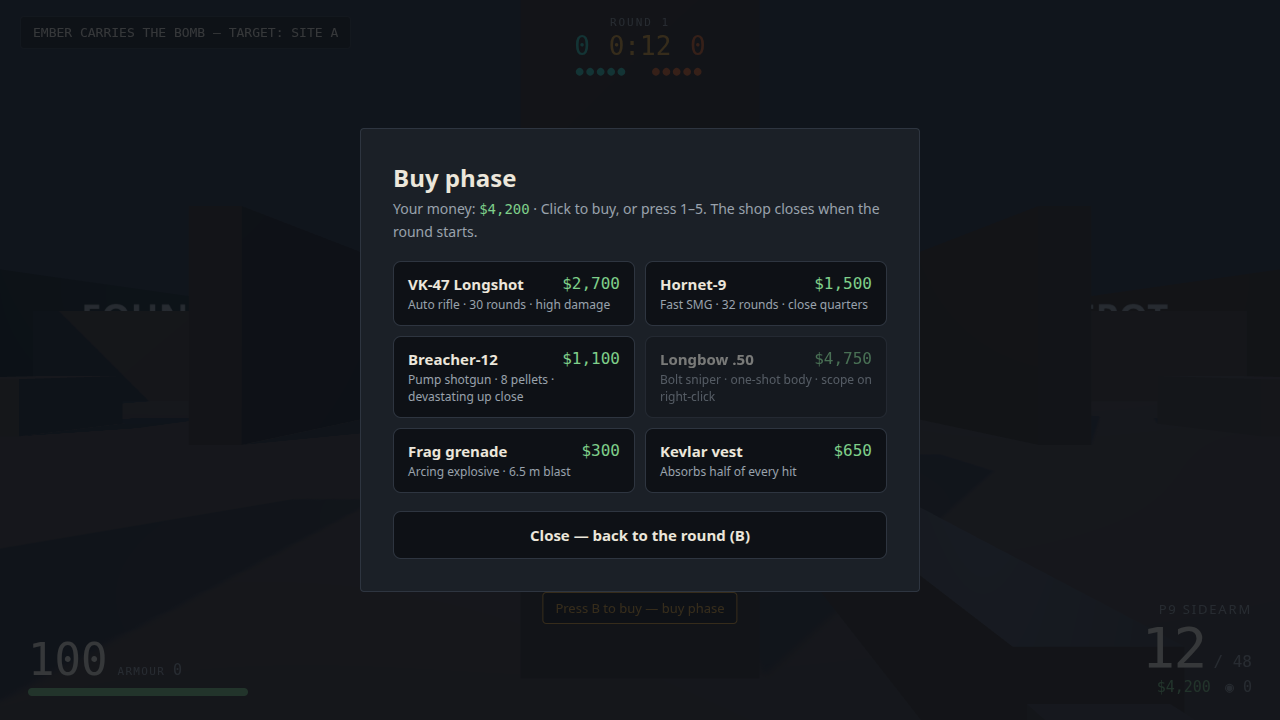 EMBER CARRIES THE BOMB — TARGET: SITE A
ROUND 1
0 0:12 0
Buy phase
Your money: $4,200 · Click to buy, or press 1–5. The shop closes when the
round starts.
VK-47 Longshot $2,700
Auto rifle · 30 rounds · high damage
Hornet-9 $1,500
Fast SMG · 32 rounds · close quarters
Breacher-12 $1,100
Pump shotgun · 8 pellets ·
devastating up close
Longbow .50 $4,750
Bolt sniper · one-shot body · scope on
right-click
Frag grenade $300
Arcing explosive · 6.5 m blast
Kevlar vest $650
Absorbs half of every hit
Close — back to the round (B)
Press B to buy — buy phase
100 ARMOUR 0
P9 SIDEARM
12 / 48
$4,200 ◉ 0